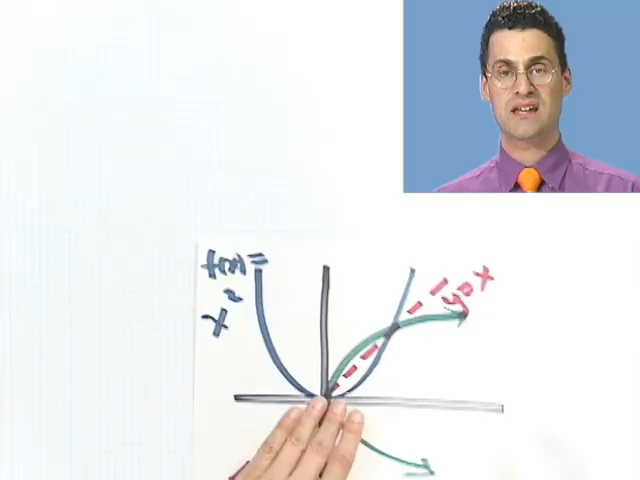 f(x)=
x²
y=x